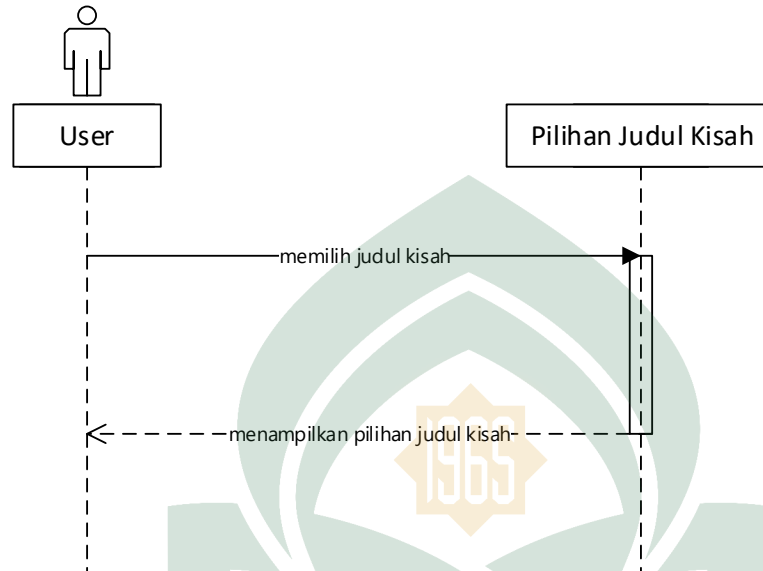 User
Pilihan Judul Kisah
memilih judul kisah
menampilkan pilihan judul kisah
1965